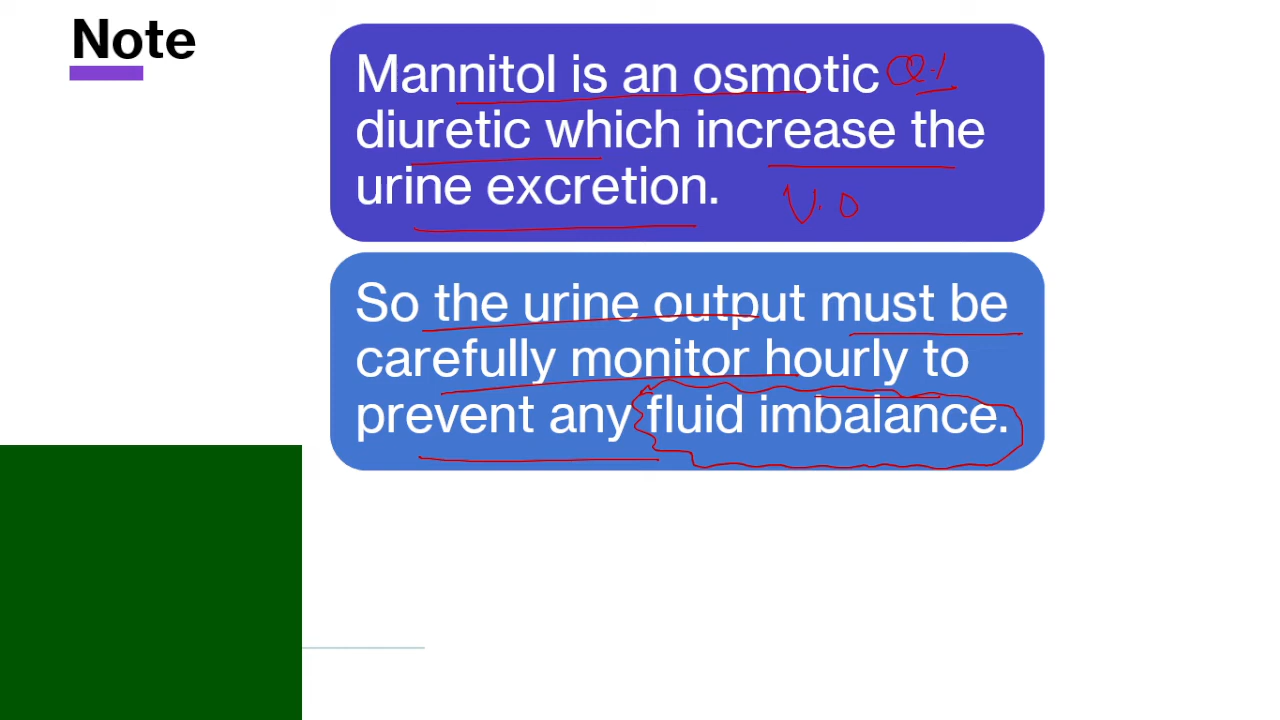 Note
Mannitol is an osmotic
diuretic which increase the
urine excretion.
So the urine output must be
carefully monitor hourly to
prevent any fluid imbalance.